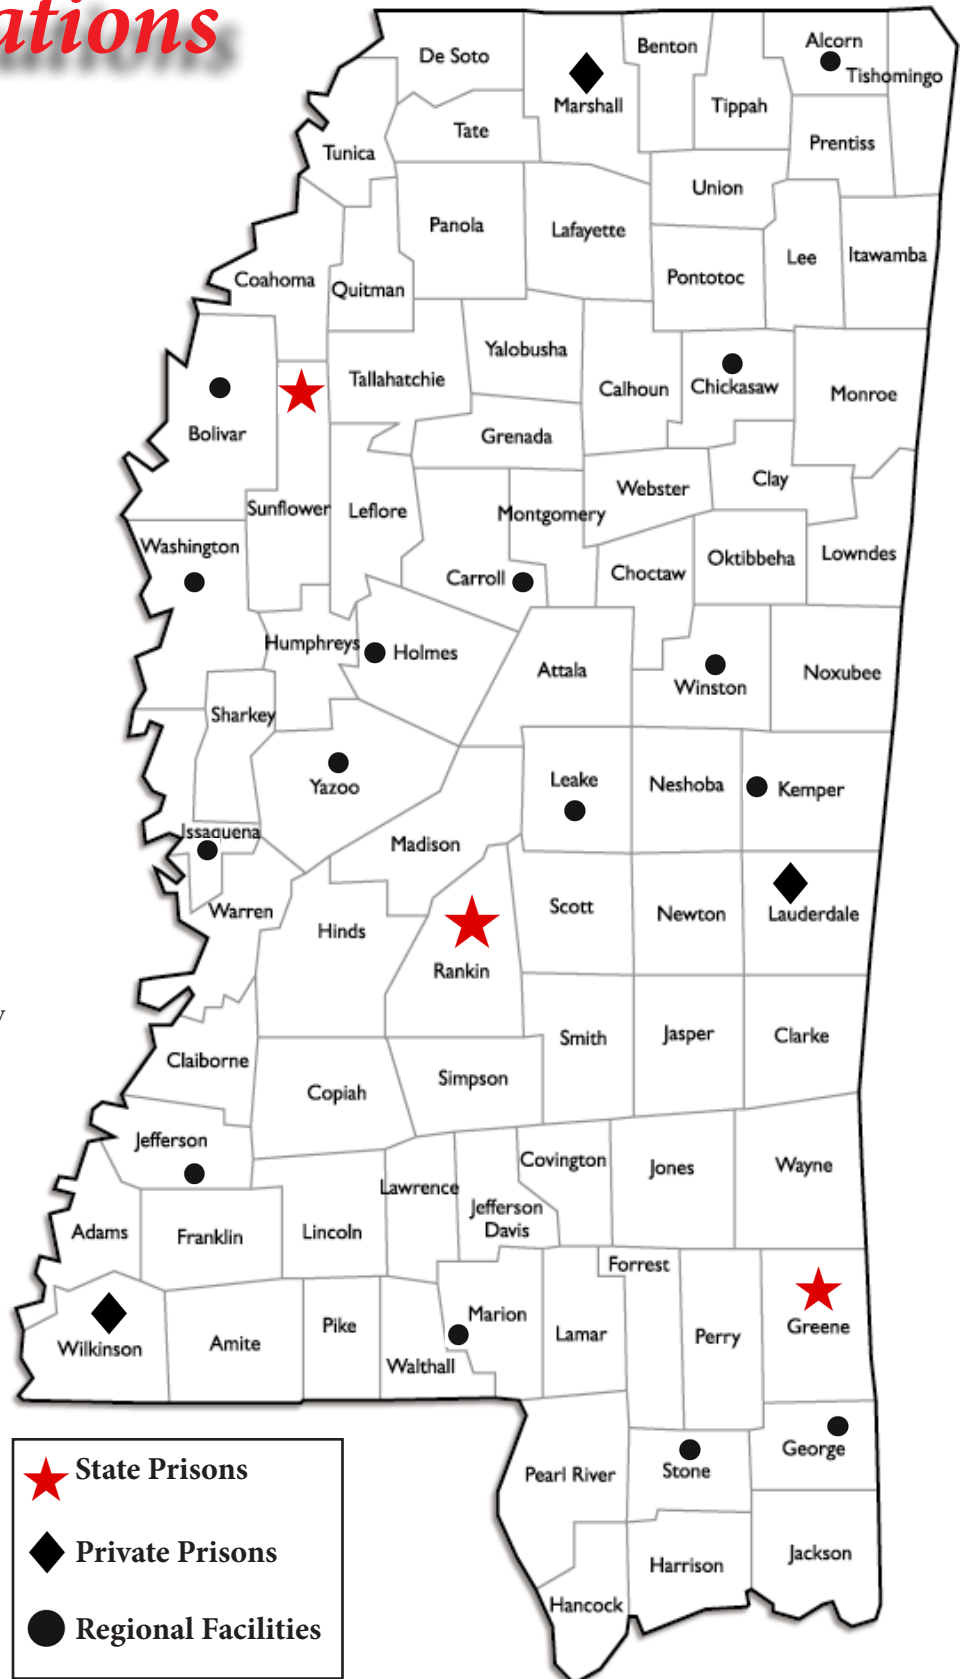 ations
De Soto
Benton
Alcorn
Tishomingo
Marshall
Tippah
Tate
Prentiss
Tunica
Union
Panola
Lafayette
Lee
Itawamba
Coahoma
Quitman
Pontotoc
Yalobusha
Tallahatchie
Calhoun
Chickasaw
Monroe
Bolivar
Grenada
Webster
Clay
Sunflower
Leflore
Montgomery
Washington
Carroll
Choctaw
Oktibbeha
Lowndes
Humphreys
Holmes
Attala
Winston
Noxubee
Sharkey
Yazoo
Leake
Neshoba
Kemper
Issaquena
Madison
Warren
Hinds
Rankin
Scott
Newton
Lauderdale
y
Claiborne
Copiah
Simpson
Smith
Jasper
Clarke
Jefferson
Lawrence
Covington
Jones
Wayne
Adams
Franklin
Lincoln
Jefferson
Davis
Forrest
Wilkinson
Amite
Pike
Walthall
Marion
Lamar
Perry
Greene
Pearl River
Stone
George
Hancock
Harrison
Jackson
State Prisons
Private Prisons
Regional Facilities